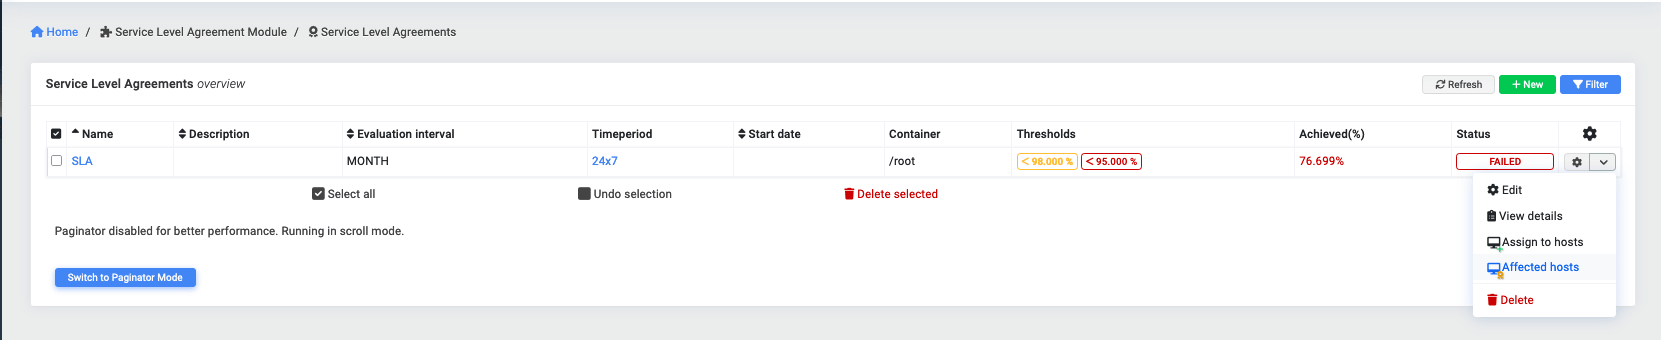 Home / Service Level Agreement Module / Service Level Agreements
Service Level Agreements overview
Refresh + New Filter
Name Description Evaluation interval Timeperiod Start date Container Thresholds Achieved(%) Status
SLA MONTH 24x7 /root < 98.000 % < 95.000 % 76.699% FAILED
Select all Undo selection Delete selected
Edit
View details
Assign to hosts
Affected hosts
Delete
Paginator disabled for better performance. Running in scroll mode.
Switch to Paginator Mode